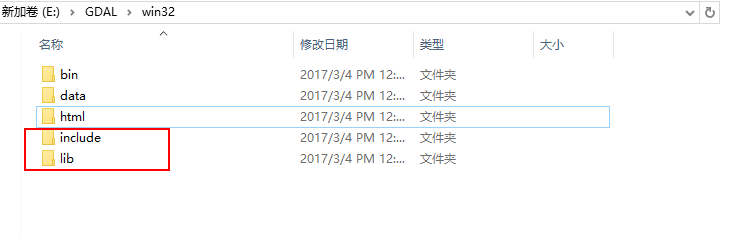 新加卷 (E:) > GDAL > win32
名称 修改日期 类型 大小
bin 2017/3/4 PM 12:... 文件夹
data 2017/3/4 PM 12:... 文件夹
html 2017/3/4 PM 12:... 文件夹
include 2017/3/4 PM 12:... 文件夹
lib 2017/3/4 PM 12:... 文件夹